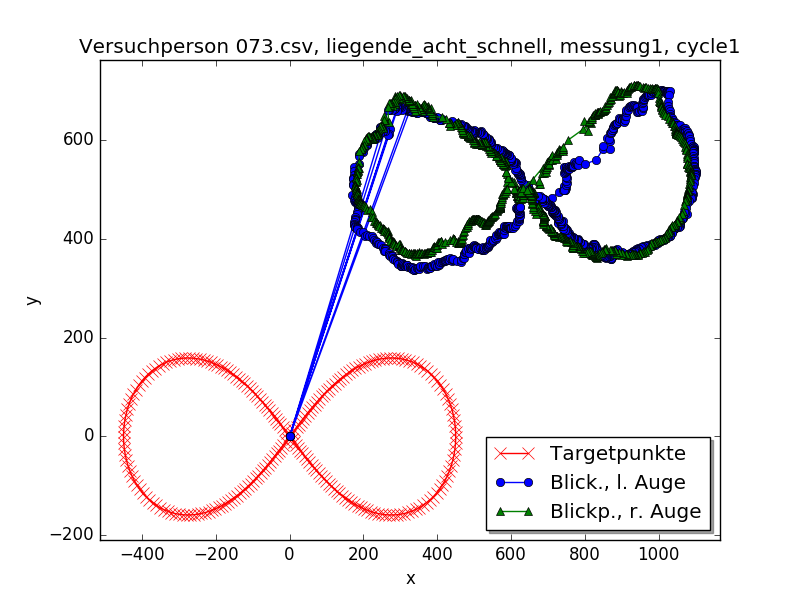 Versuchperson 073.csv, liegende_acht_schnell, messung1, cycle1
600
400
y
200
0
−200
Targetpunkte
Blick., l. Auge
Blickp., r. Auge
−400 −200 0 200 400 600 800 1000
x